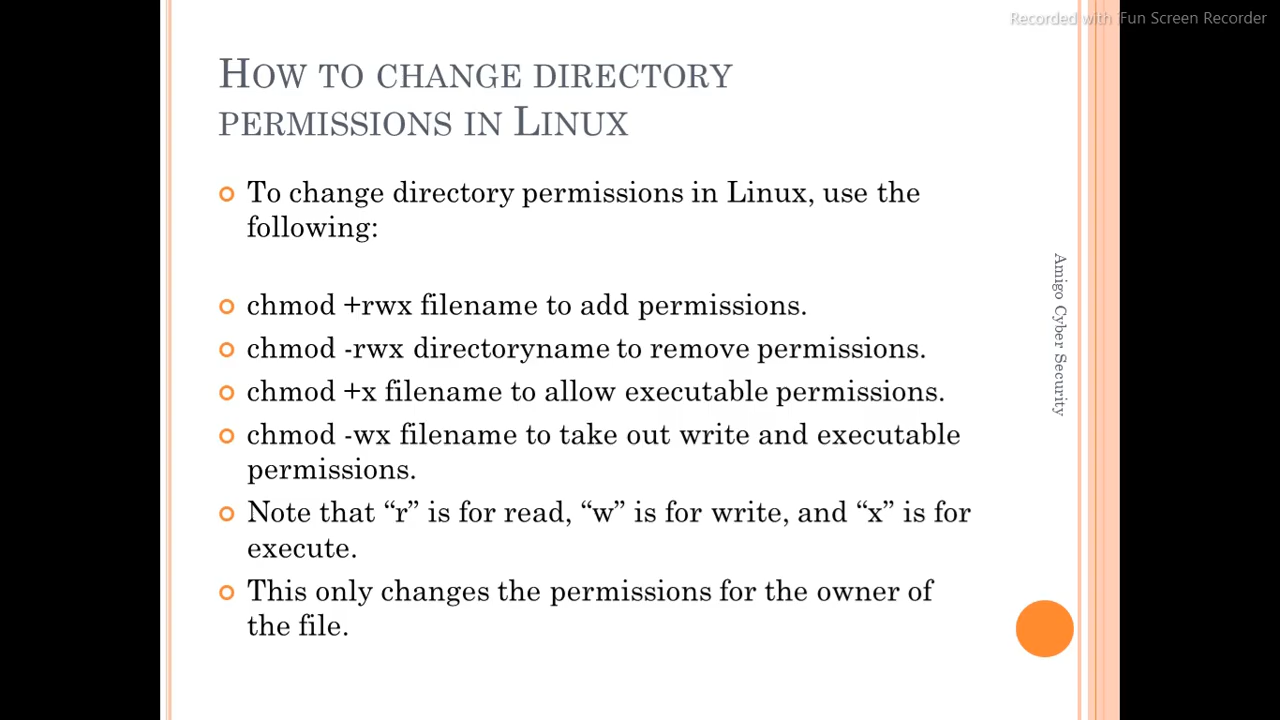 Recorded with iFun Screen Recorder
HOW TO CHANGE DIRECTORY
PERMISSIONS IN LINUX
To change directory permissions in Linux, use the
following:
chmod +rwx filename to add permissions.
chmod -rwx directoryname to remove permissions.
chmod +x filename to allow executable permissions.
chmod -wx filename to take out write and executable
permissions.
Note that “r” is for read, “w” is for write, and “x” is for
execute.
This only changes the permissions for the owner of
the file.
Amigo Cyber Security